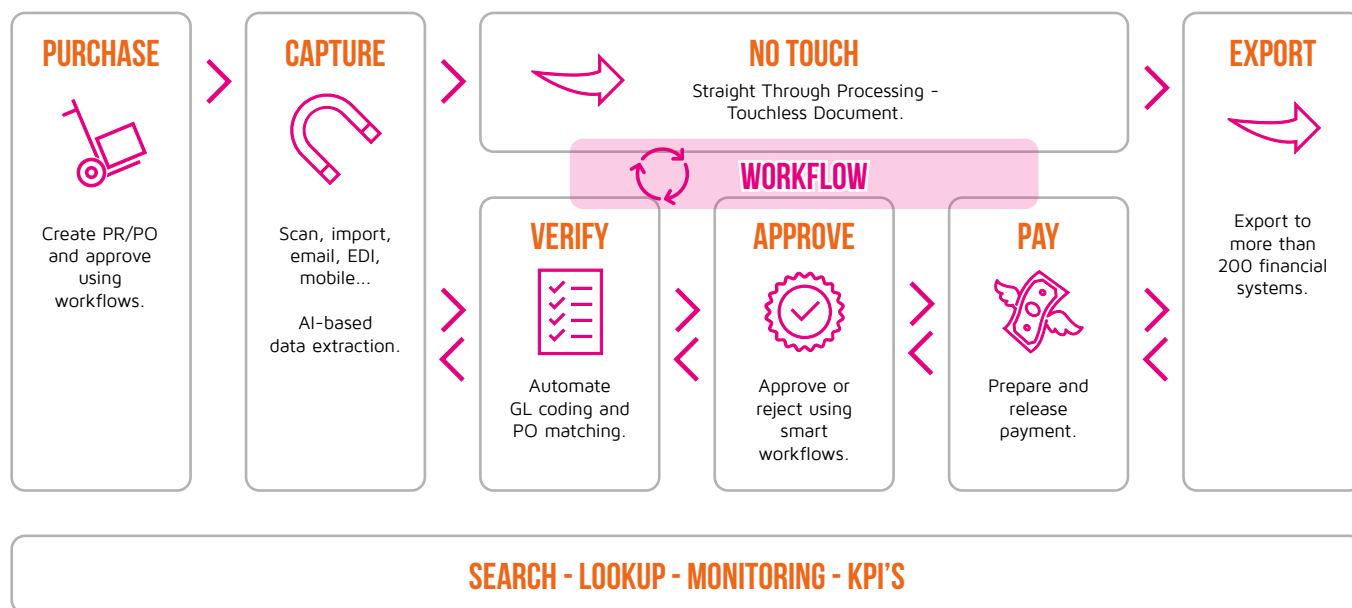 PURCHASE
Create PR/PO
and approve
using
workflows.
CAPTURE
Scan, import,
email, EDI,
mobile...
AI-based
data extraction.
NO TOUCH
Straight Through Processing -
Touchless Document.
WORKFLOW
VERIFY
Automate
GL coding and
PO matching.
APPROVE
Approve or
reject using
smart
workflows.
PAY
Prepare and
release
payment.
EXPORT
Export to
more than
200 financial
systems.
SEARCH - LOOKUP - MONITORING - KPI'S